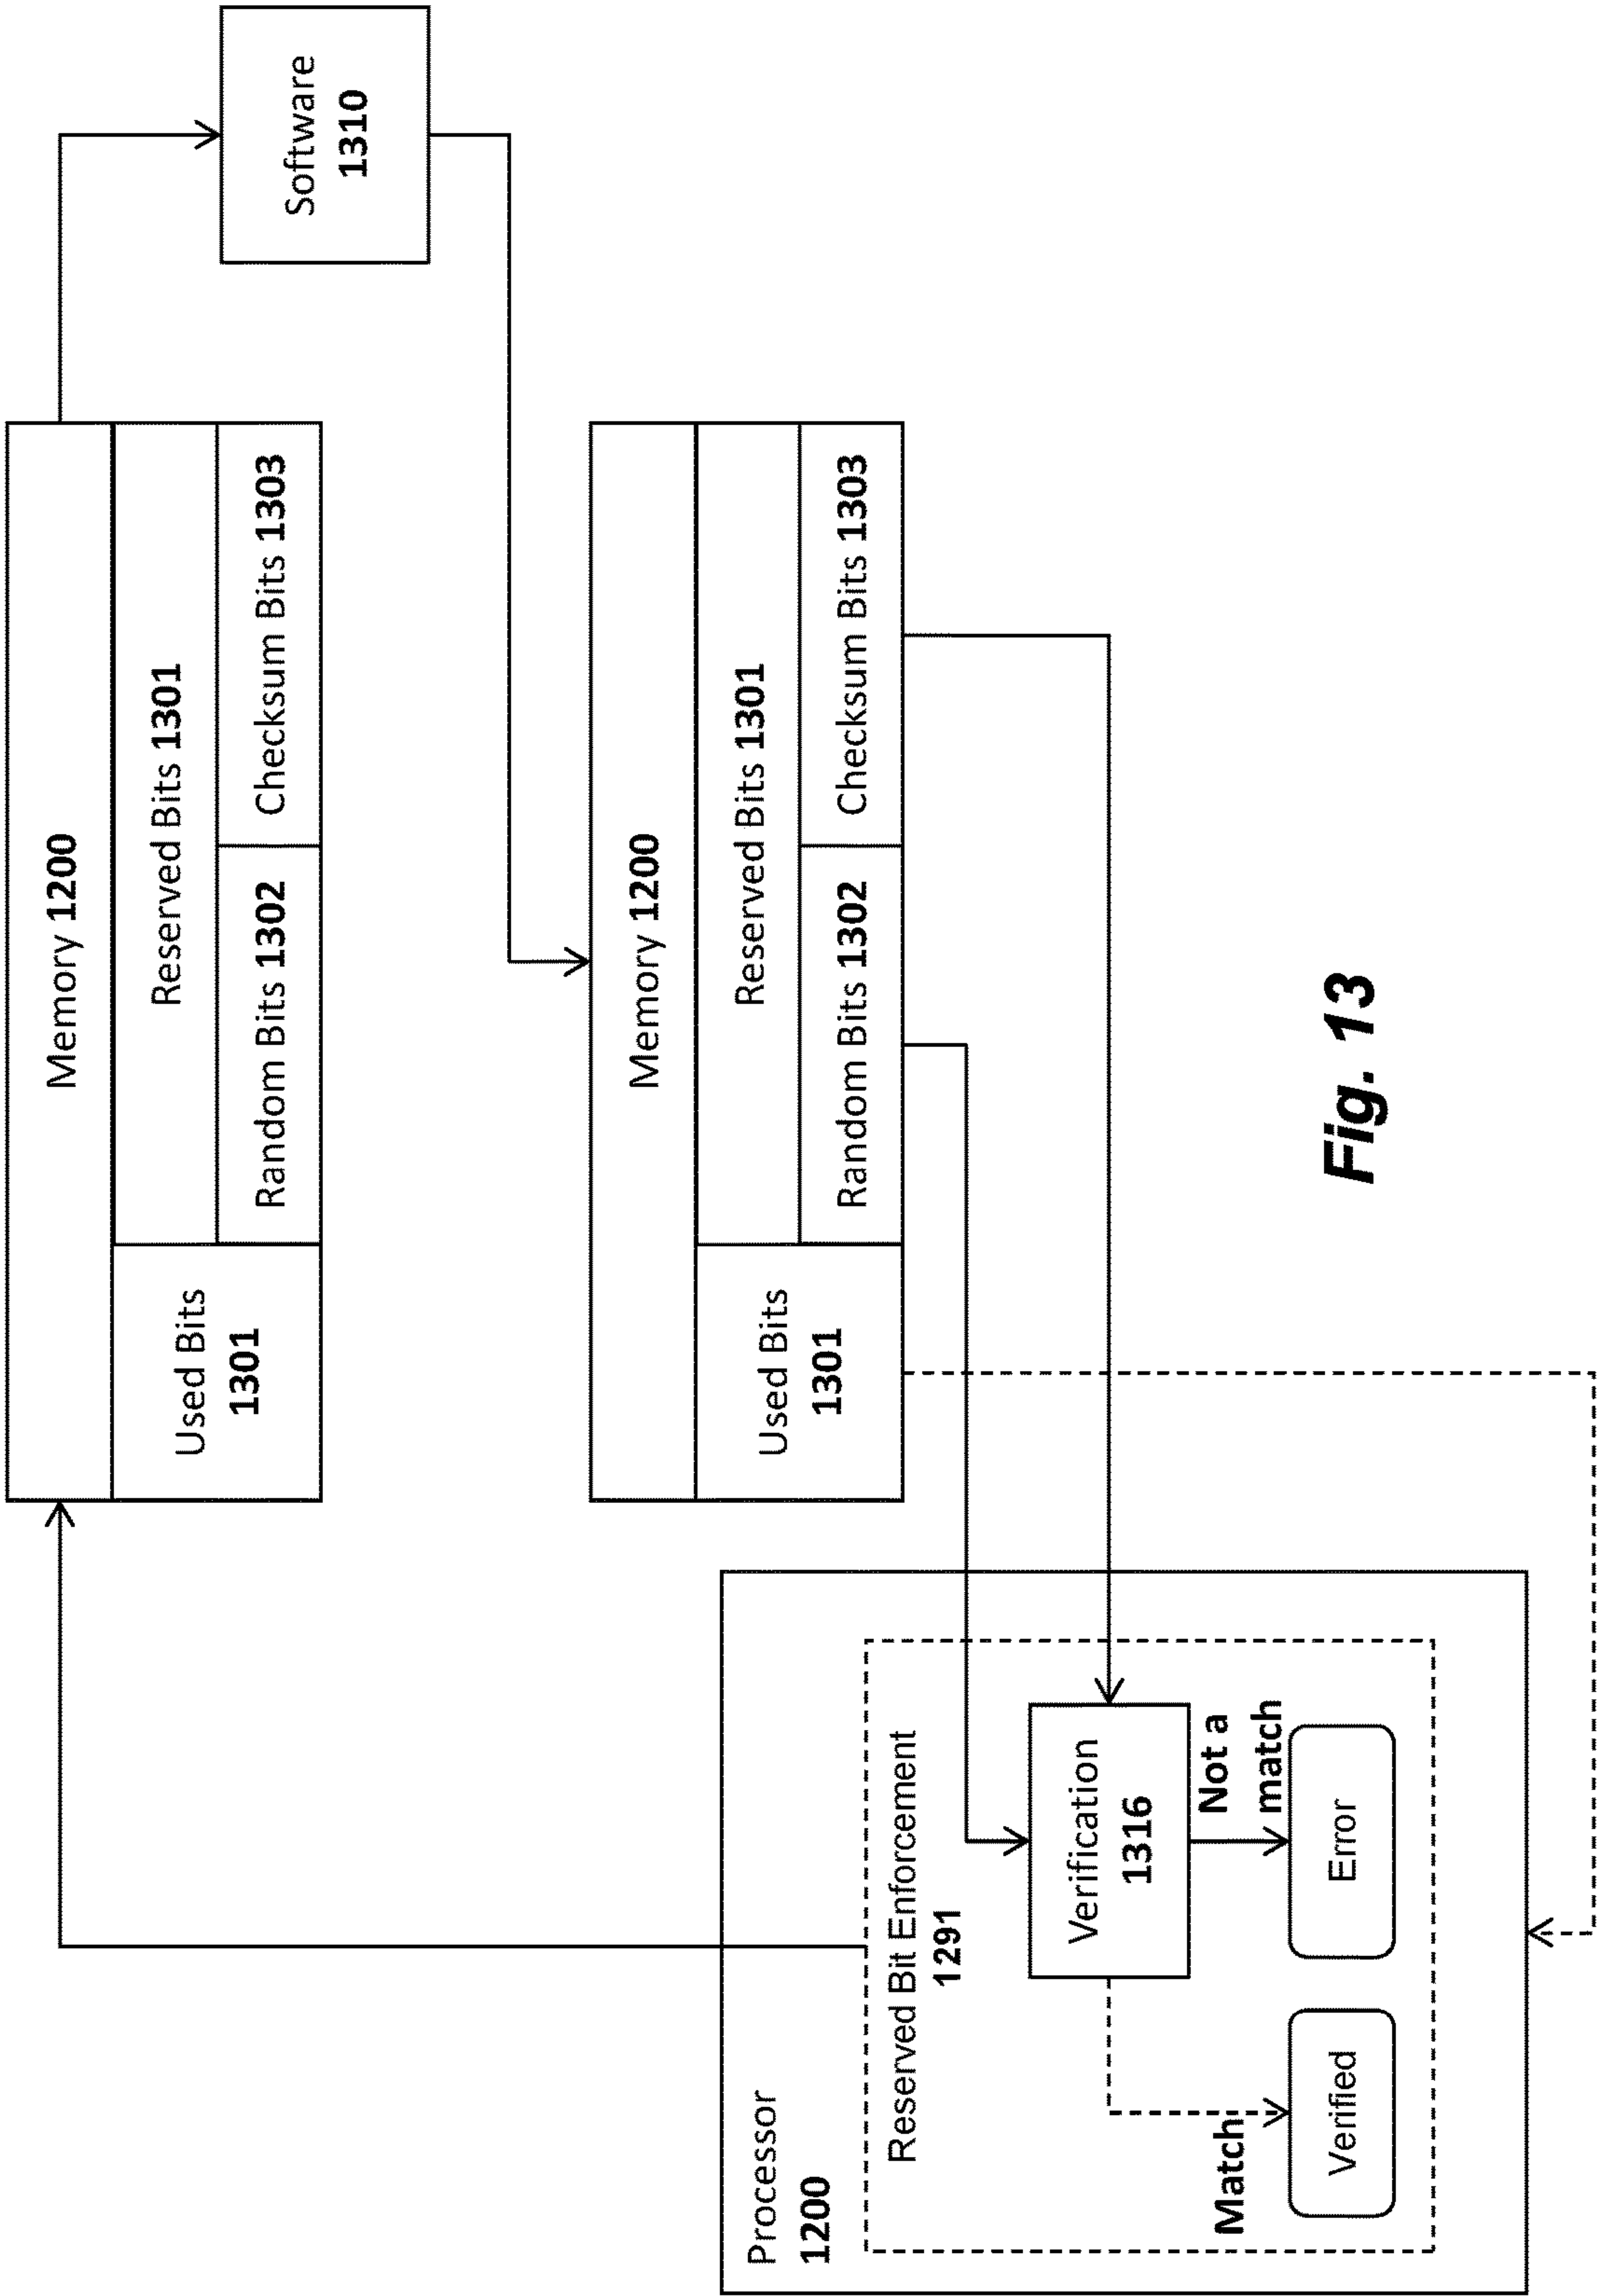 Memory 1200
Used Bits
1301
Reserved Bits 1301
Random Bits 1302
Checksum Bits 1303
Software
1310
Memory 1200
Used Bits
1301
Reserved Bits 1301
Random Bits 1302
Checksum Bits 1303
Processor
1200
Reserved Bit Enforcement
1291
Verification
1316
Match
Not a
match
Verified
Error
Fig. 13